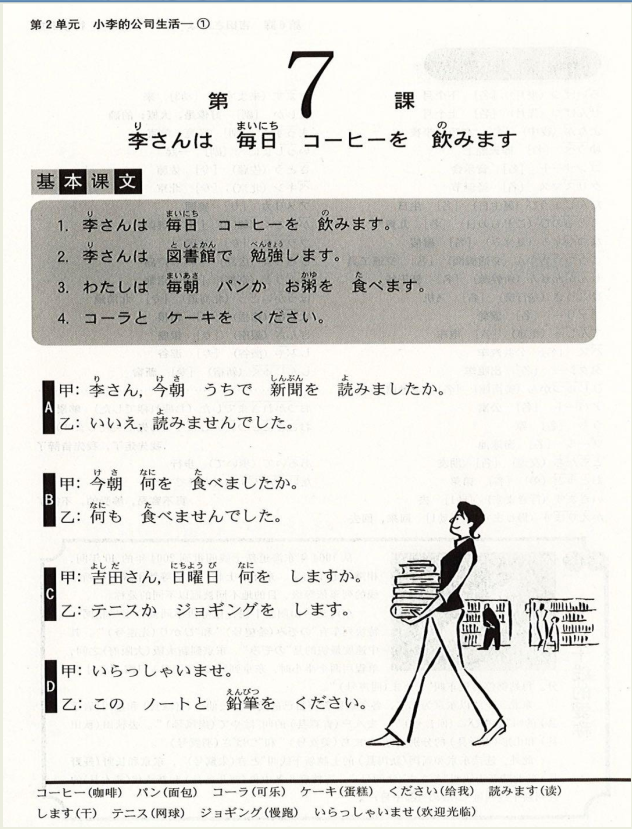 第2单元 小李的公司生活—①
第 7 課
李さんは 毎日 コーヒーを 飲みます
基本课文
1. 李さんは 毎日 コーヒーを 飲みます。
2. 李さんは 図書館で 勉強します。
3. わたしは 毎朝 パンか お粥を 食べます。
4. コーラと ケーキを ください。
A
甲: 李さん, 今朝 うちで 新聞を 読みましたか。
乙: いいえ, 読みませんでした。
B
甲: 今朝 何を 食べましたか。
乙: 何も 食べませんでした。
C
甲: 吉田さん, 日曜日 何を しますか。
乙: テニスか ジョギングを します。
D
甲: いらっしゃいませ。
乙: この ノートと 鉛筆を ください。
コーヒー(咖啡) パン(面包) コーラ(可乐) ケーキ(蛋糕) ください(给我) 読みます(读)
します(干) テニス(网球) ジョギング(慢跑) いらっしゃいませ(欢迎光临)